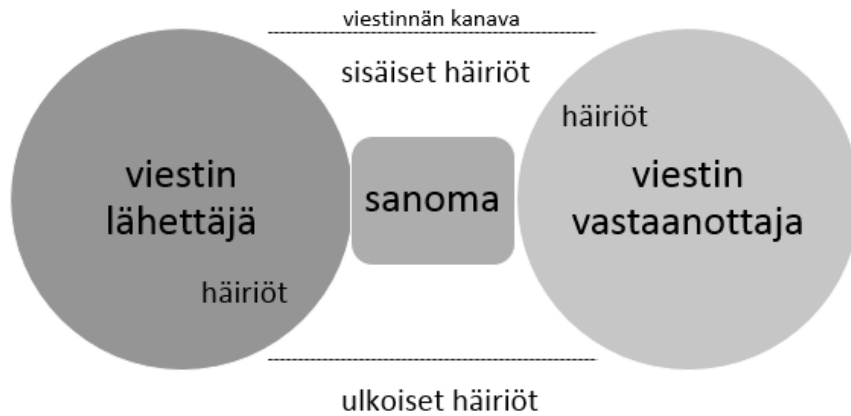 viestinnän kanava
sisäiset häiriöt
viestin
lähettäjä
häiriöt
sanoma
häiriöt
viestin
vastaanottaja
ulkoiset häiriöt